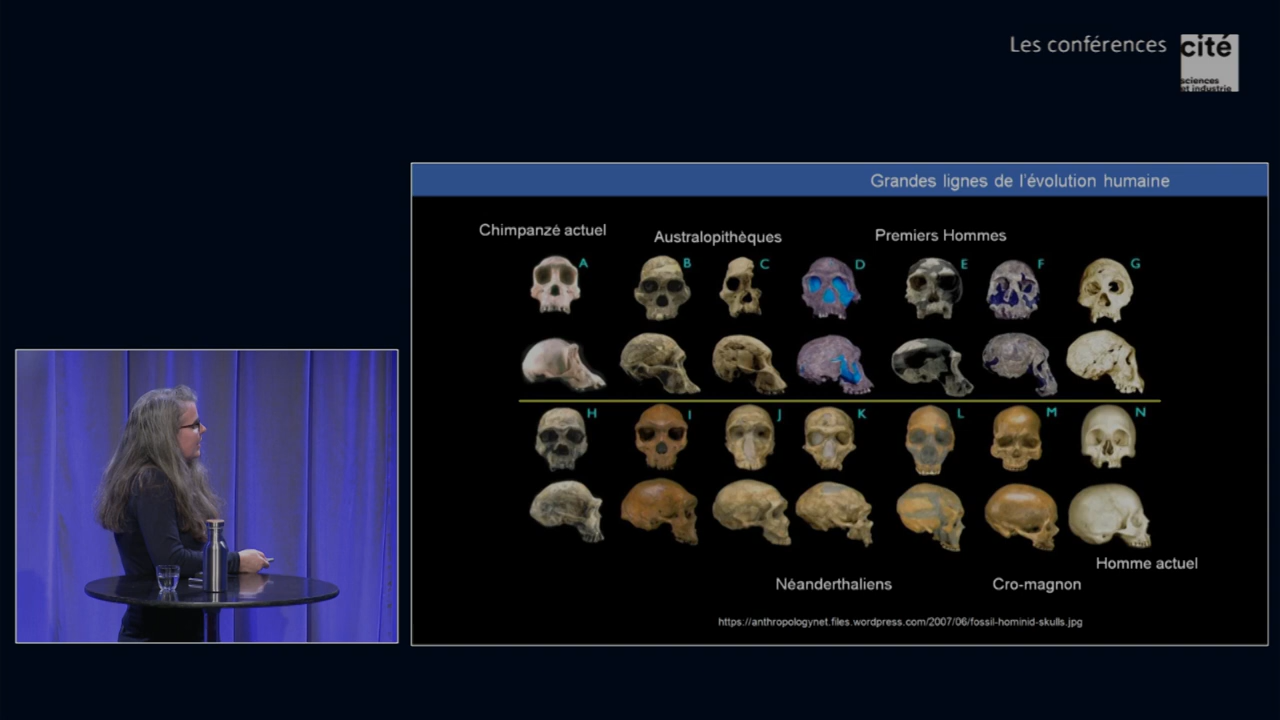 Les conférences
cité
sciences
et industrie
Grandes lignes de l'évolution humaine
Chimpanzé actuel
Australopithèques
Premiers Hommes
A B C D E F G
H I J K L M N
Homme actuel
Néanderthaliens
Cro-magnon
https://anthropologynet.files.wordpress.com/2007/06/fossil-hominid-skulls.jpg